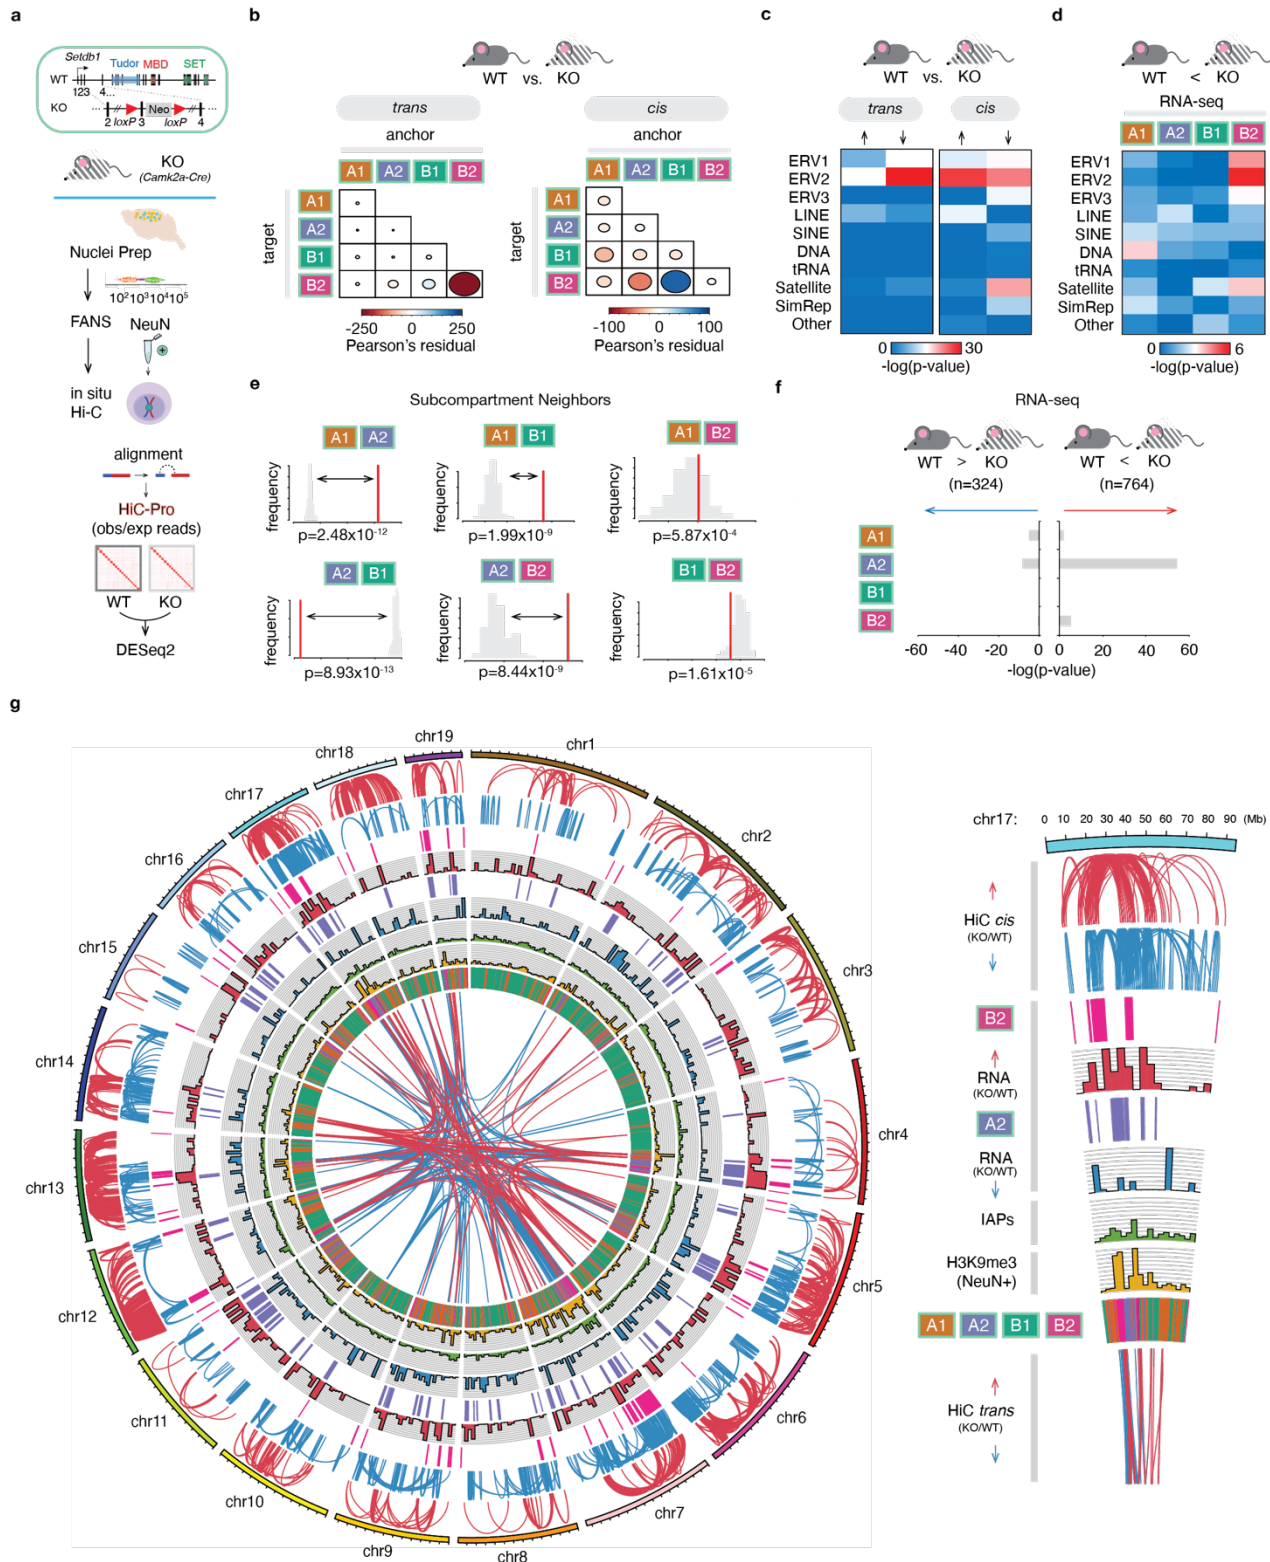 a
Setdb1
Tudor MBD SET
WT
123 4...
KO
Neo
2 loxP 3 loxP 4
KO
(Camk2a-Cre)
Nuclei Prep
10² 10³ 10⁴ 10⁵
FANS NeuN
+
in situ
Hi-C
alignment
HiC-Pro
(obs/exp reads)
WT KO
DESeq2
b
WT vs. KO
trans cis
anchor anchor
A1 A2 B1 B2 A1 A2 B1 B2
target target
A1 A1
A2 A2
B1 B1
B2 B2
-250 0 250 -100 0 100
Pearson's residual Pearson's residual
c
WT vs. KO
trans cis
ERV1
ERV2
ERV3
LINE
SINE
DNA
tRNA
Satellite
SimRep
Other
0 30
-log(p-value)
d
WT < KO
RNA-seq
A1 A2 B1 B2
ERV1
ERV2
ERV3
LINE
SINE
DNA
tRNA
Satellite
SimRep
Other
0 6
-log(p-value)
e
Subcompartment Neighbors
A1 A2 A1 B1 A1 B2
frequency frequency frequency
p=2.48x10⁻¹² p=1.99x10⁻⁹ p=5.87x10⁻⁴
A2 B1 A2 B2 B1 B2
frequency frequency frequency
p=8.93x10⁻¹³ p=8.44x10⁻⁹ p=1.61x10⁻⁵
f
RNA-seq
WT > KO WT < KO
(n=324) (n=764)
A1
A2
B1
B2
-60 -40 -20 0 0 20 40 60
-log(p-value)
g
chr1
chr2
chr3
chr4
chr5
chr6
chr7
chr8
chr9
chr10
chr11
chr12
chr13
chr14
chr15
chr16
chr17
chr18
chr19
chr17:
0 10 20 30 40 50 60 70 80 90 (Mb)
HiC cis
(KO/WT)
B2
RNA
(KO/WT)
A2
RNA
(KO/WT)
IAPs
H3K9me3
(NeuN+)
A1 A2 B1 B2
HiC trans
(KO/WT)